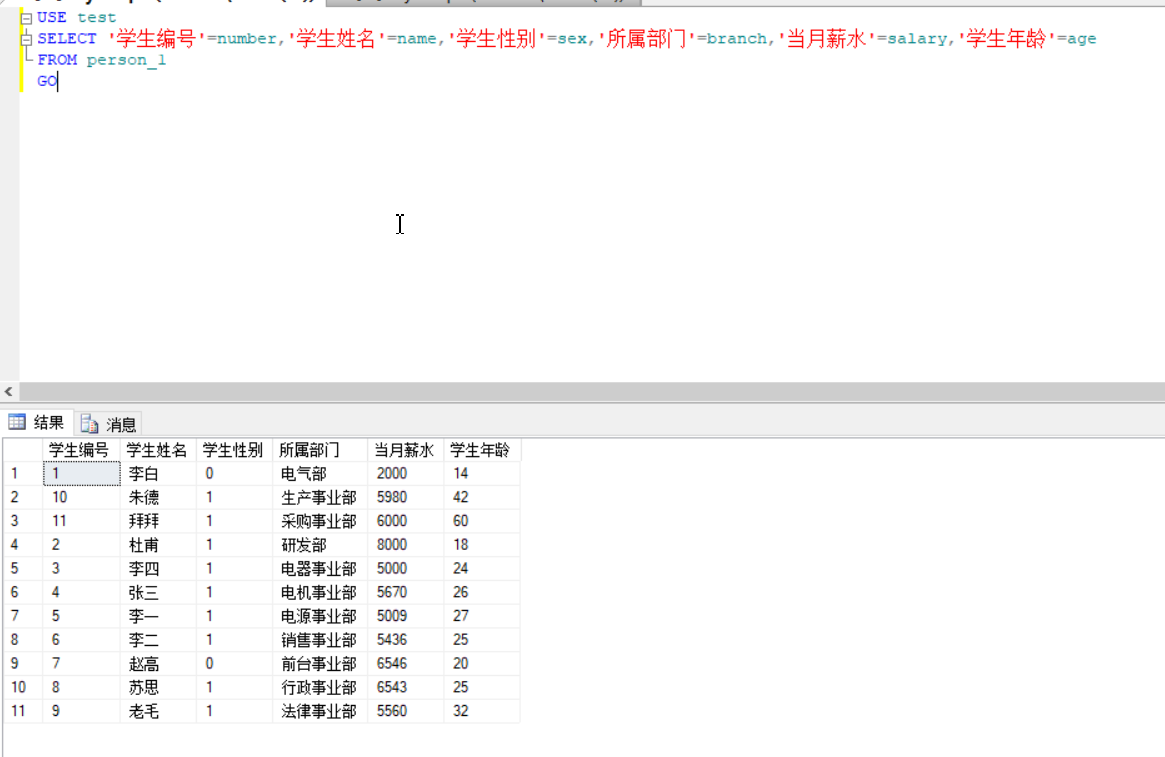 USE test
SELECT '学生编号'=number,'学生姓名'=name,'学生性别'=sex,'所属部门'=branch,'当月薪水'=salary,'学生年龄'=age
FROM person_1
GO
结果 消息
学生编号 学生姓名 学生性别 所属部门 当月薪水 学生年龄
1 1 李白 0 电气部 2000 14
2 10 朱德 1 生产事业部 5980 42
3 11 拜拜 1 采购事业部 6000 60
4 2 杜甫 1 研发部 8000 18
5 3 李四 1 电器事业部 5000 24
6 4 张三 1 电机事业部 5670 26
7 5 李一 1 电源事业部 5009 27
8 6 李二 1 销售事业部 5436 25
9 7 赵高 0 前台事业部 6546 20
10 8 苏思 1 行政事业部 6543 25
11 9 老毛 1 法律事业部 5560 32